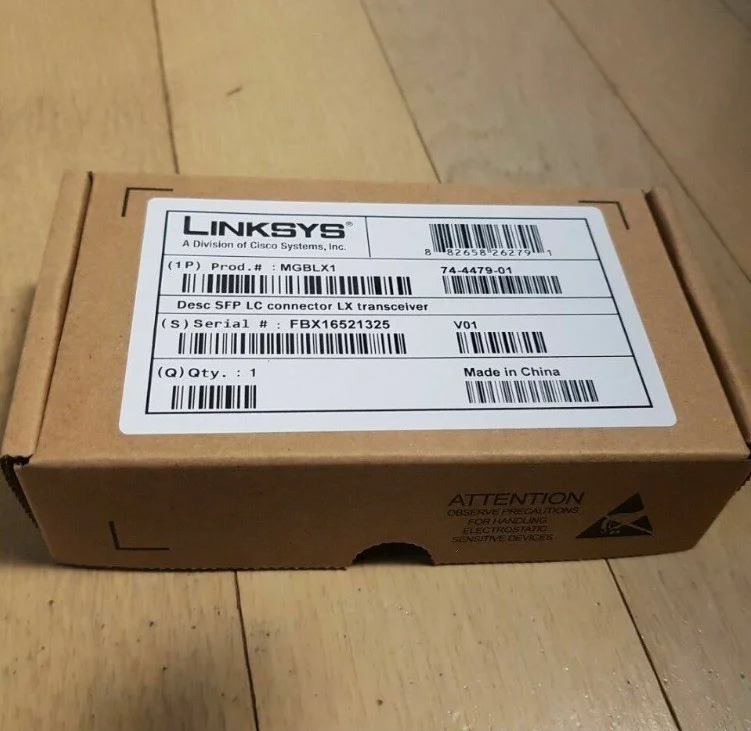 LINKSYS®
A Division of Cisco Systems, Inc.
8 82658 26279 1
(1P) Prod.# : MGBLX1
74-4479-01
Desc SFP LC connector LX transceiver
(S)Serial # : FBX16521325
V01
(Q)Qty. : 1
Made in China
ATTENTION
OBSERVE PRECAUTIONS
FOR HANDLING
ELECTROSTATIC
SENSITIVE DEVICES